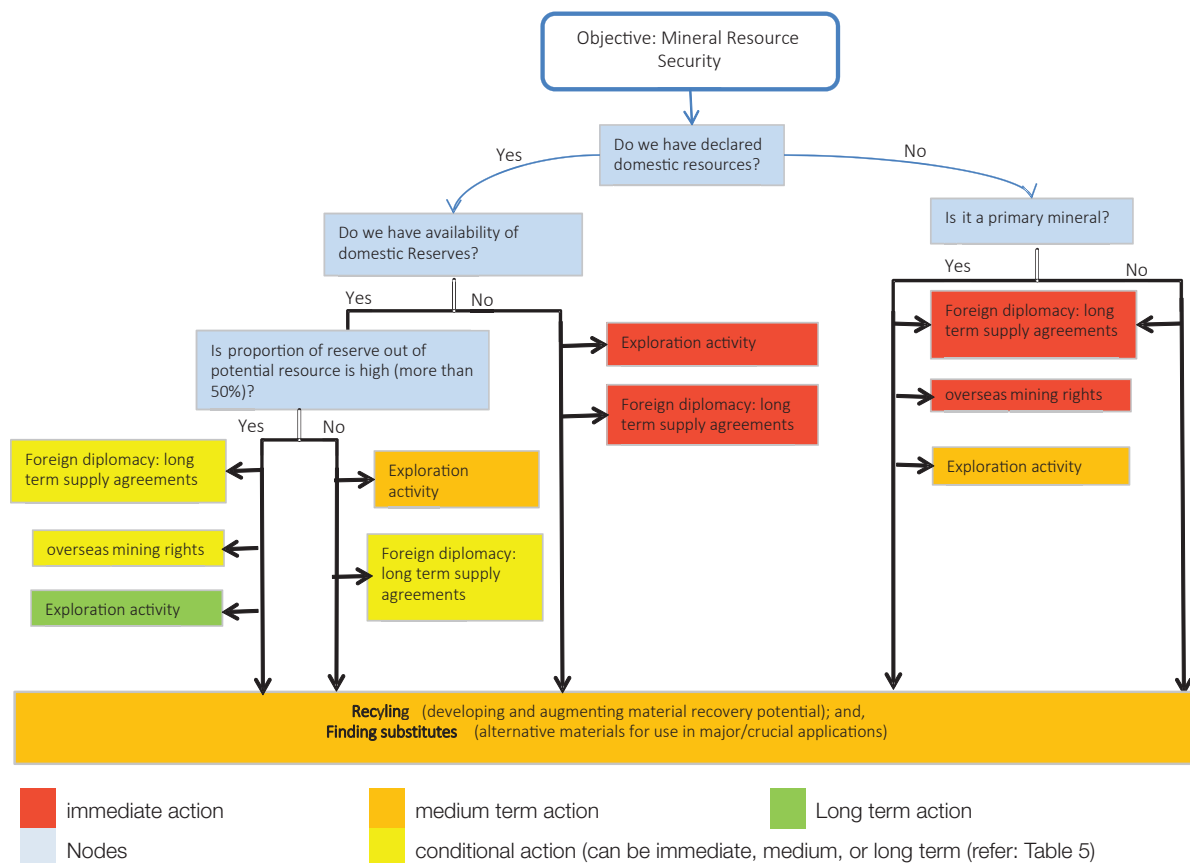 Objective: Mineral Resource
Security
Do we have declared
domestic resources?
Yes
No
Do we have availability of
domestic Reserves?
Is it a primary mineral?
Yes
No
Yes
No
Is proportion of reserve out of
potential resource is high (more than
50%)?
Exploration activity
Foreign diplomacy: long
term supply agreements
Foreign diplomacy: long
term supply agreements
overseas mining rights
Exploration activity
Yes
No
Foreign diplomacy: long
term supply agreements
overseas mining rights
Exploration activity
Exploration
activity
Foreign diplomacy:
long term supply
agreements
Recyling (developing and augmenting material recovery potential); and,
Finding substitutes (alternative materials for use in major/crucial applications)
immediate action
medium term action
Long term action
Nodes
conditional action (can be immediate, medium, or long term (refer: Table 5)